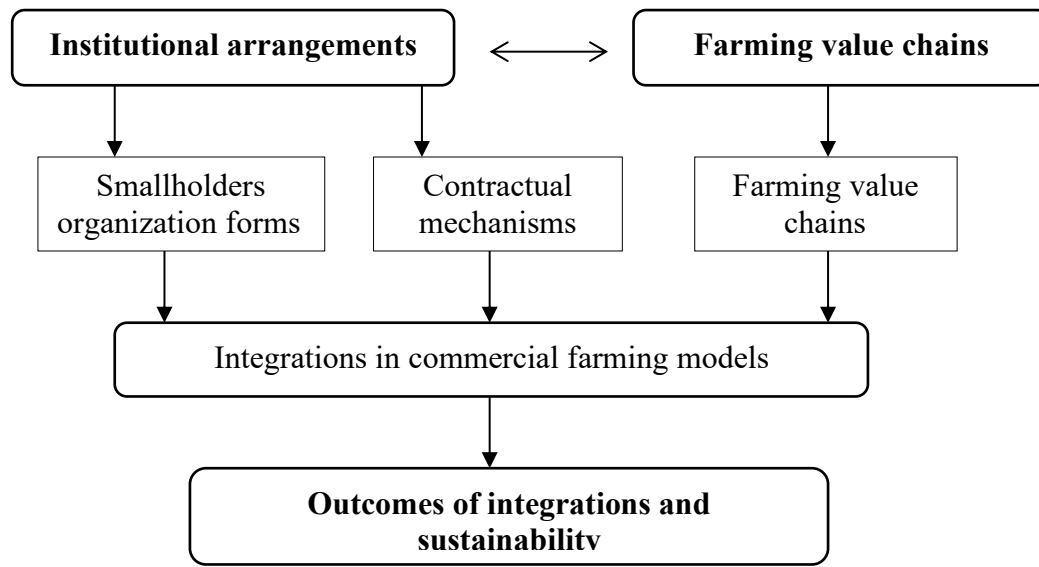 Institutional arrangements
Farming value chains
Smallholders
organization forms
Contractual
mechanisms
Farming value
chains
Integrations in commercial farming models
Outcomes of integrations and
sustainability